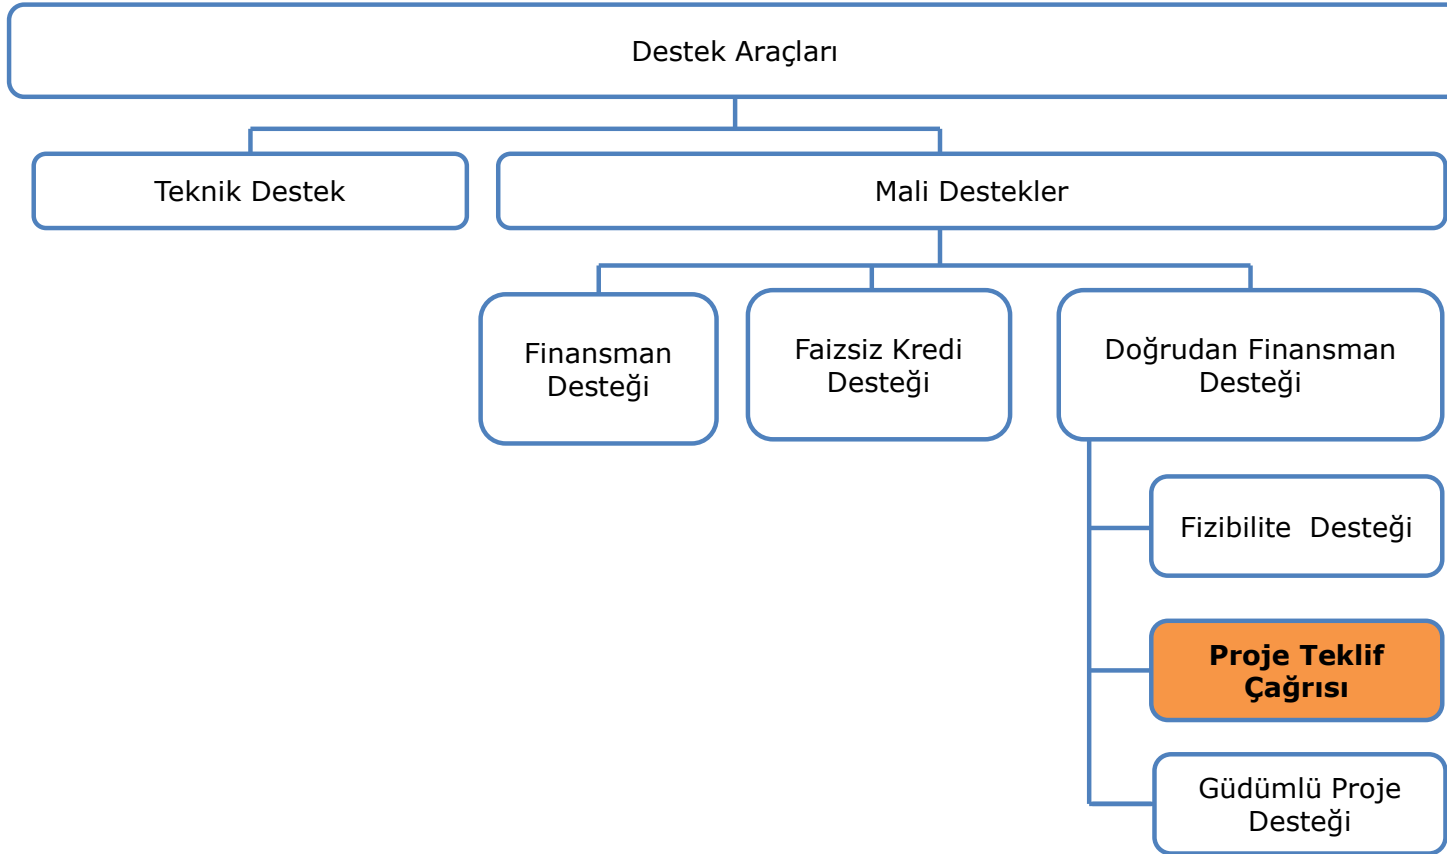 Destek Araçları
Teknik Destek
Mali Destekler
Finansman
Desteği
Faizsiz Kredi
Desteği
Doğrudan Finansman
Desteği
Fizibilite  Desteği
Proje Teklif
Çağrısı
Güdümlü Proje
Desteği